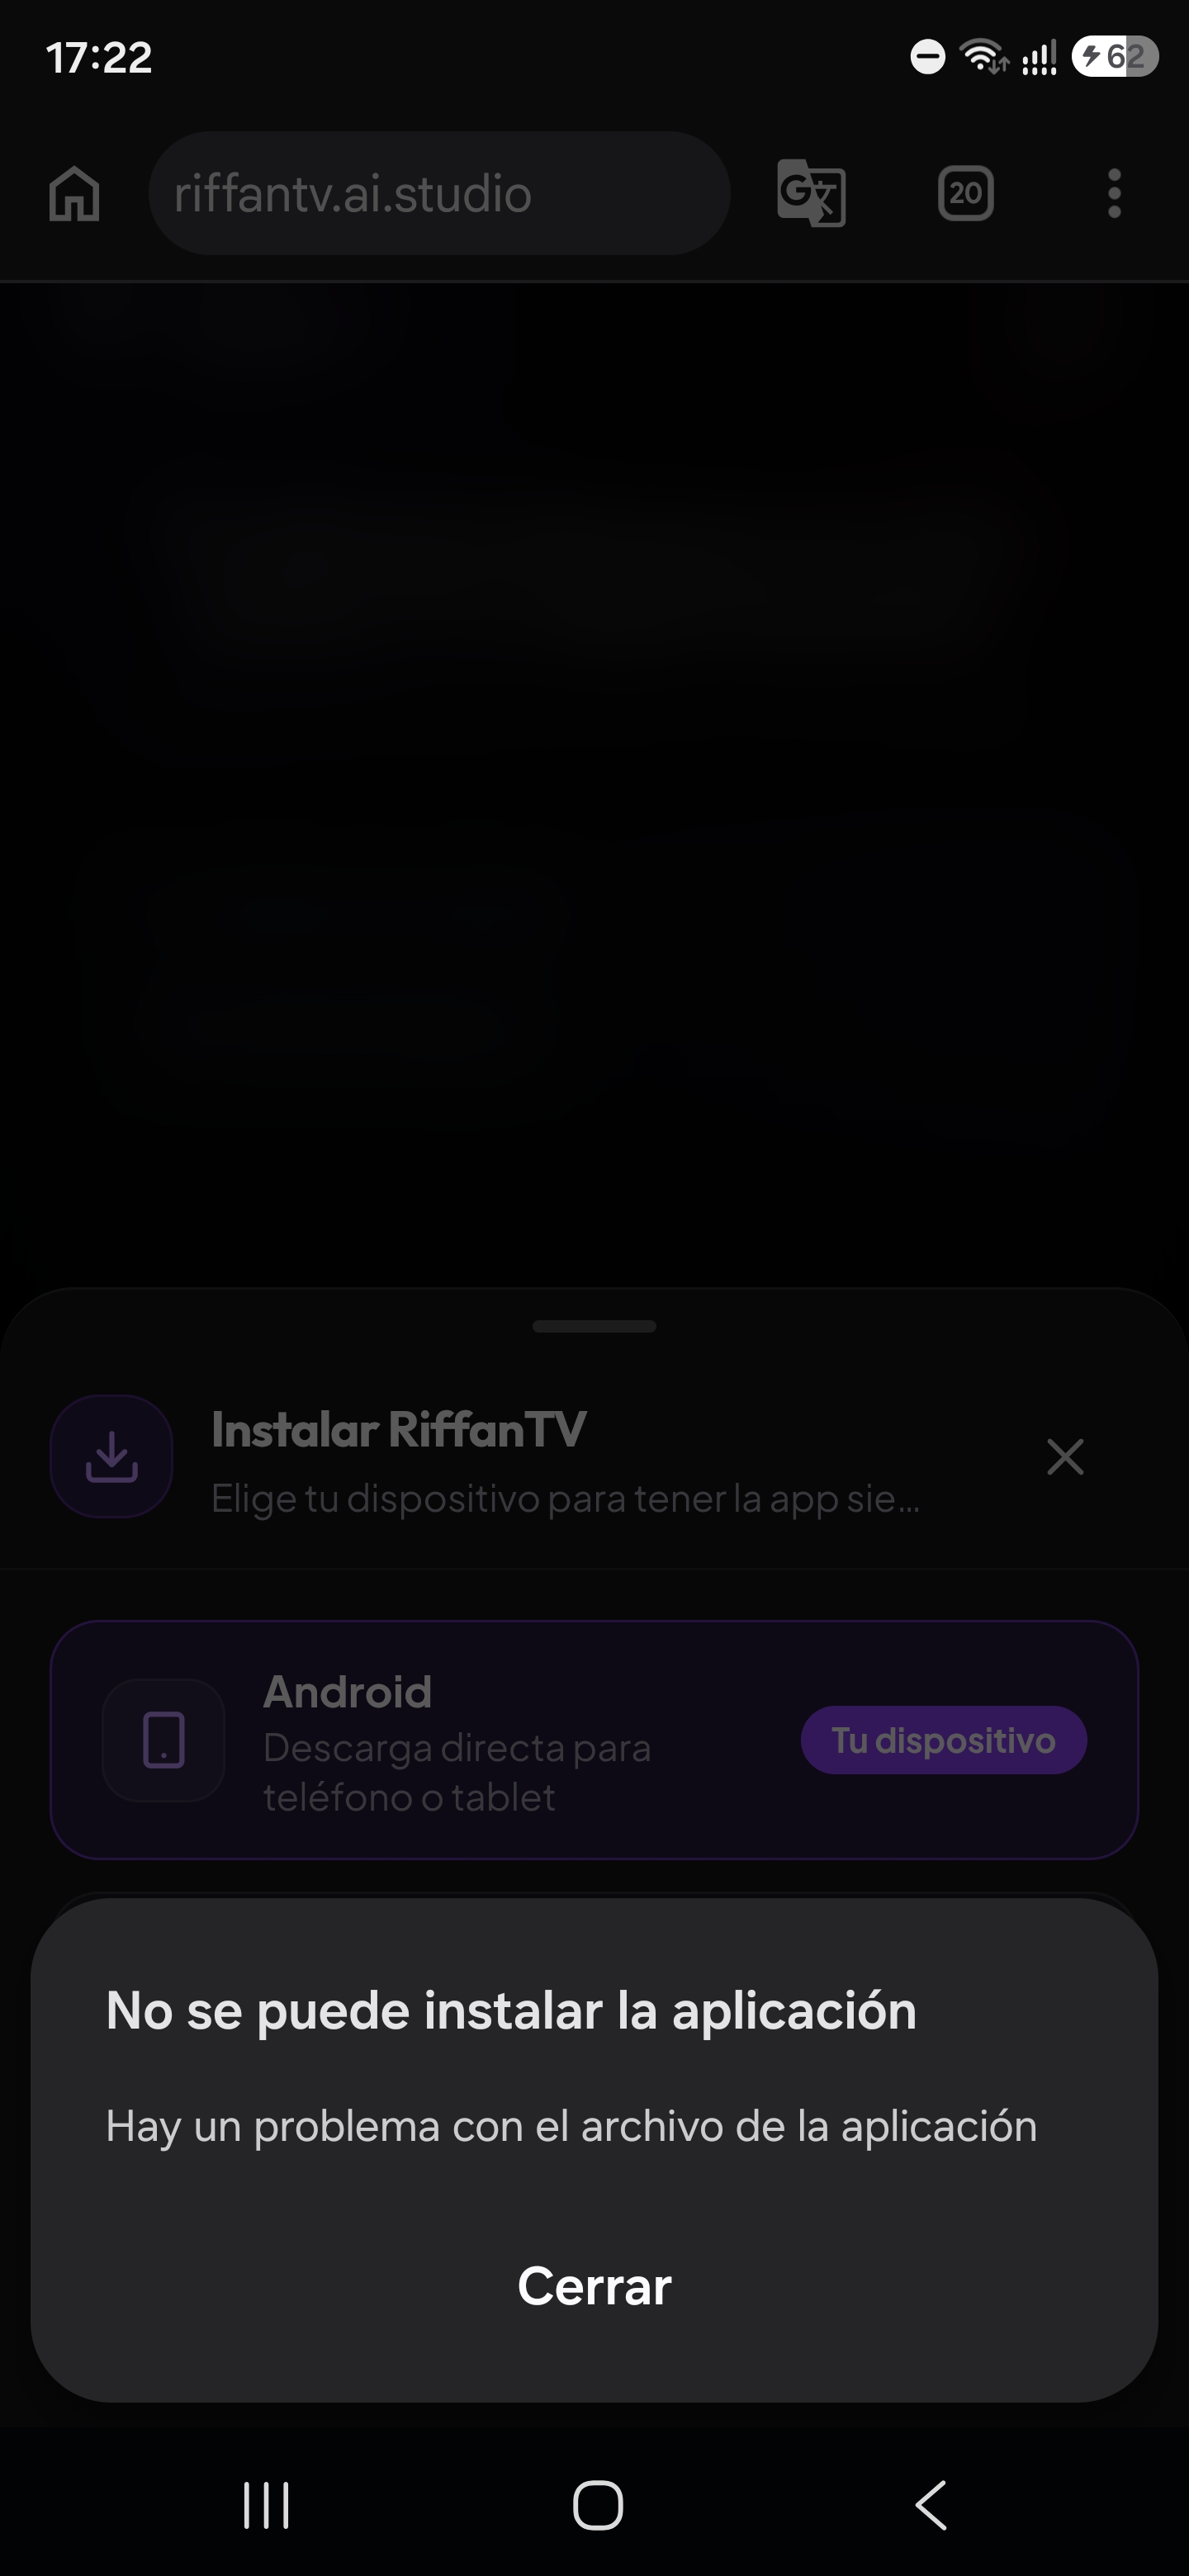 17:22
62
riffantv.ai.studio
G文
20
Instalar RiffanTV
Elige tu dispositivo para tener la app sie...
Android
Descarga directa para
teléfono o tablet
Tu dispositivo
No se puede instalar la aplicación
Hay un problema con el archivo de la aplicación
Cerrar